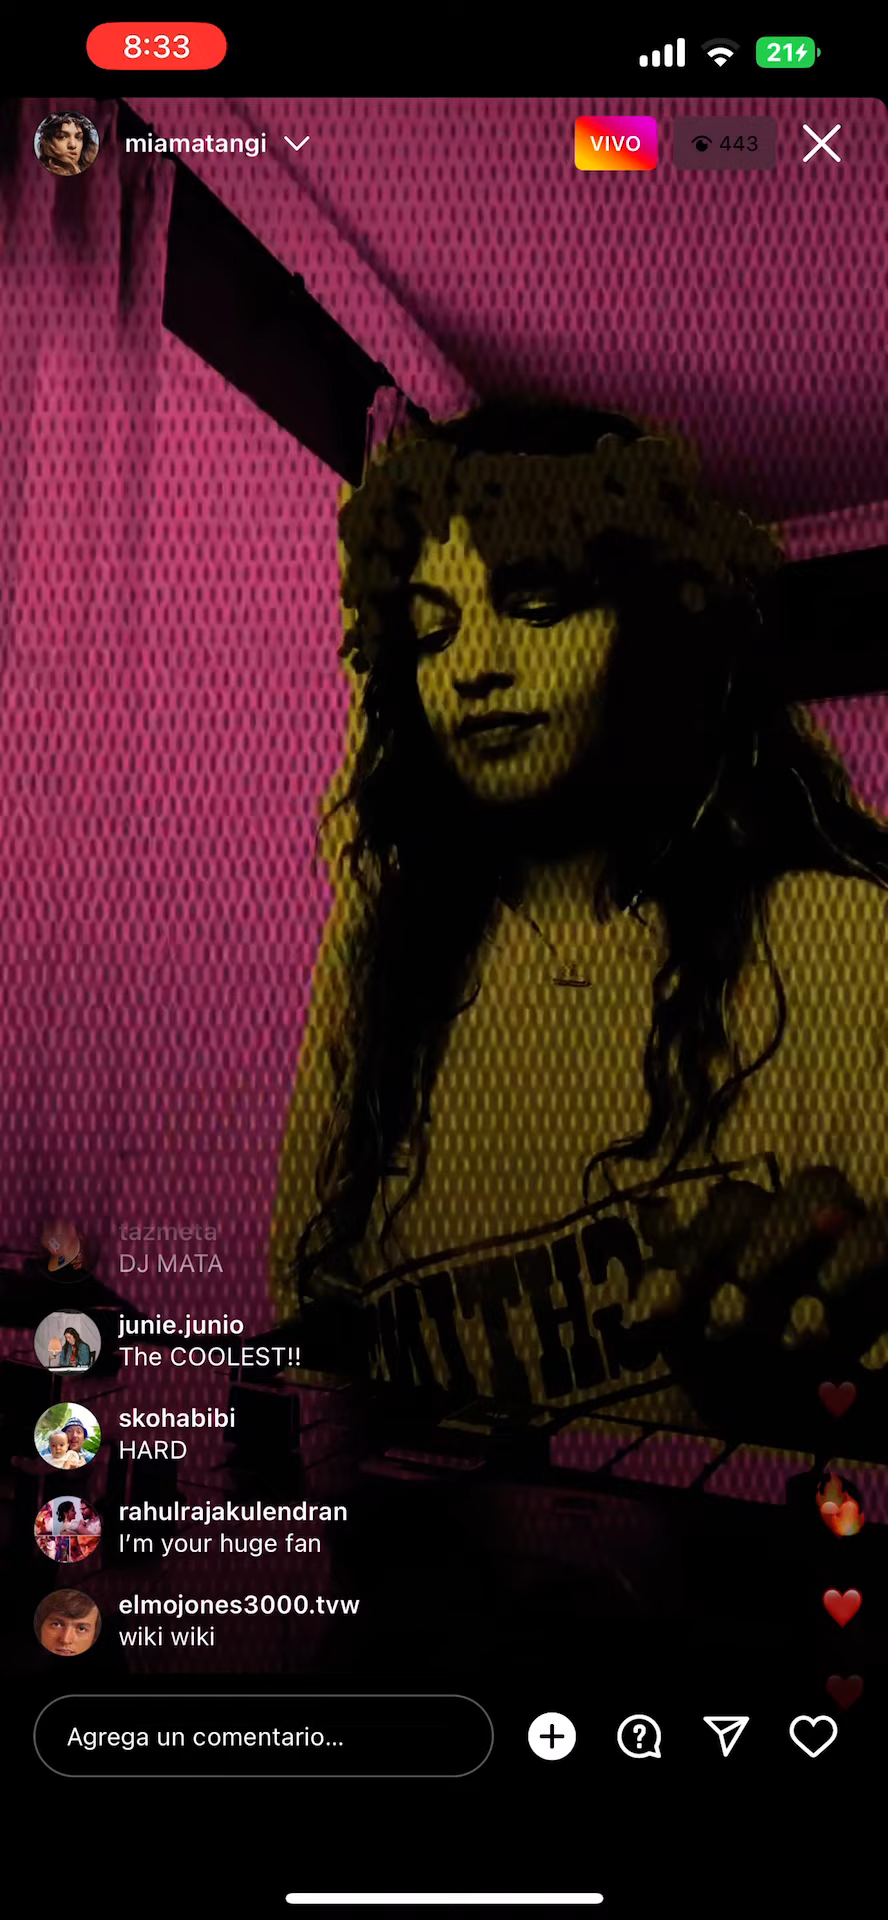 8:33
21
miamatangi
VIVO
443
tazmeta
DJ MATA
junie.junio
The COOLEST!!
skohabibi
HARD
rahulrajakulendran
I’m your huge fan
elmojones3000.tvw
wiki wiki
Agrega un comentario...